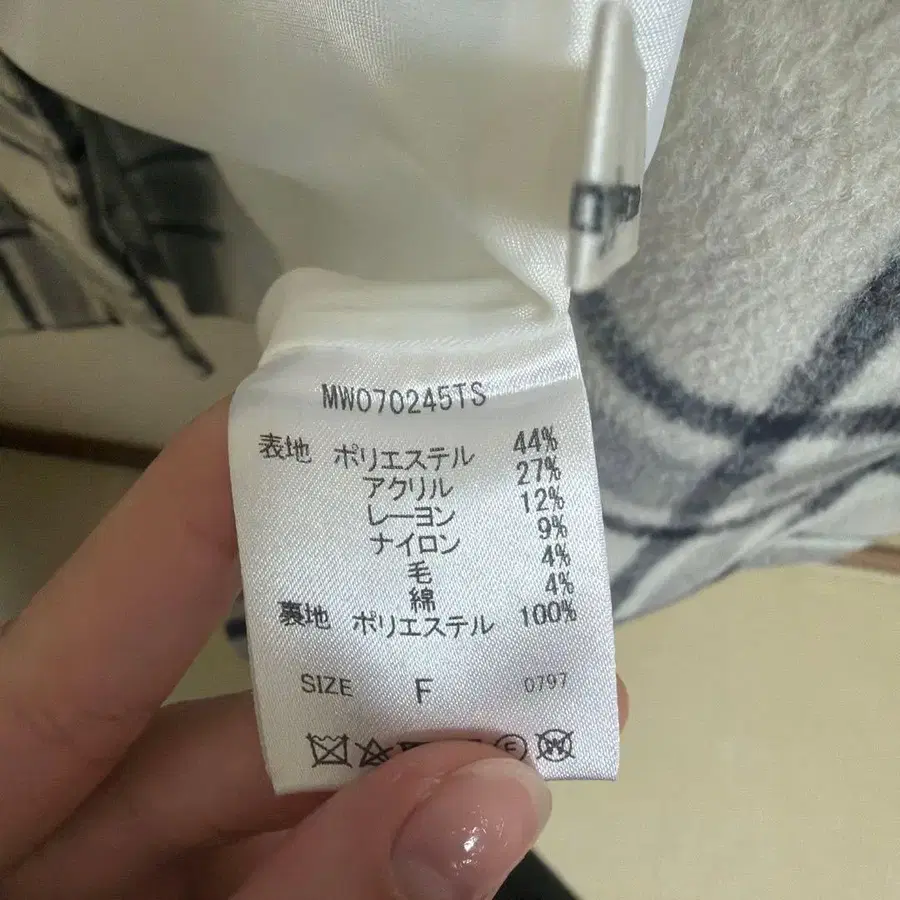 MW070245TS
表地 ポリエステル 44%
アクリル 27%
レーヨン 12%
ナイロン 9%
毛 4%
綿 4%
裏地 ポリエステル 100%
SIZE F 0797